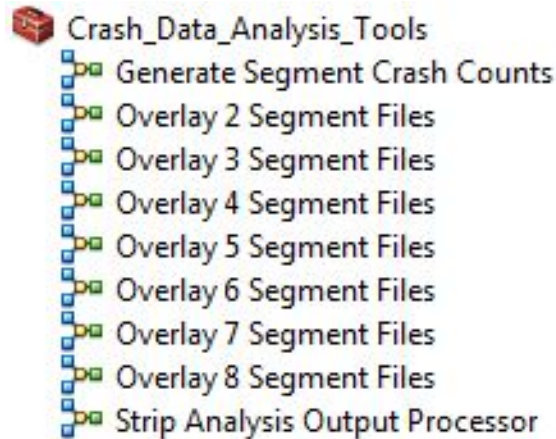 Crash_Data_Analysis_Tools
Generate Segment Crash Counts
Overlay 2 Segment Files
Overlay 3 Segment Files
Overlay 4 Segment Files
Overlay 5 Segment Files
Overlay 6 Segment Files
Overlay 7 Segment Files
Overlay 8 Segment Files
Strip Analysis Output Processor